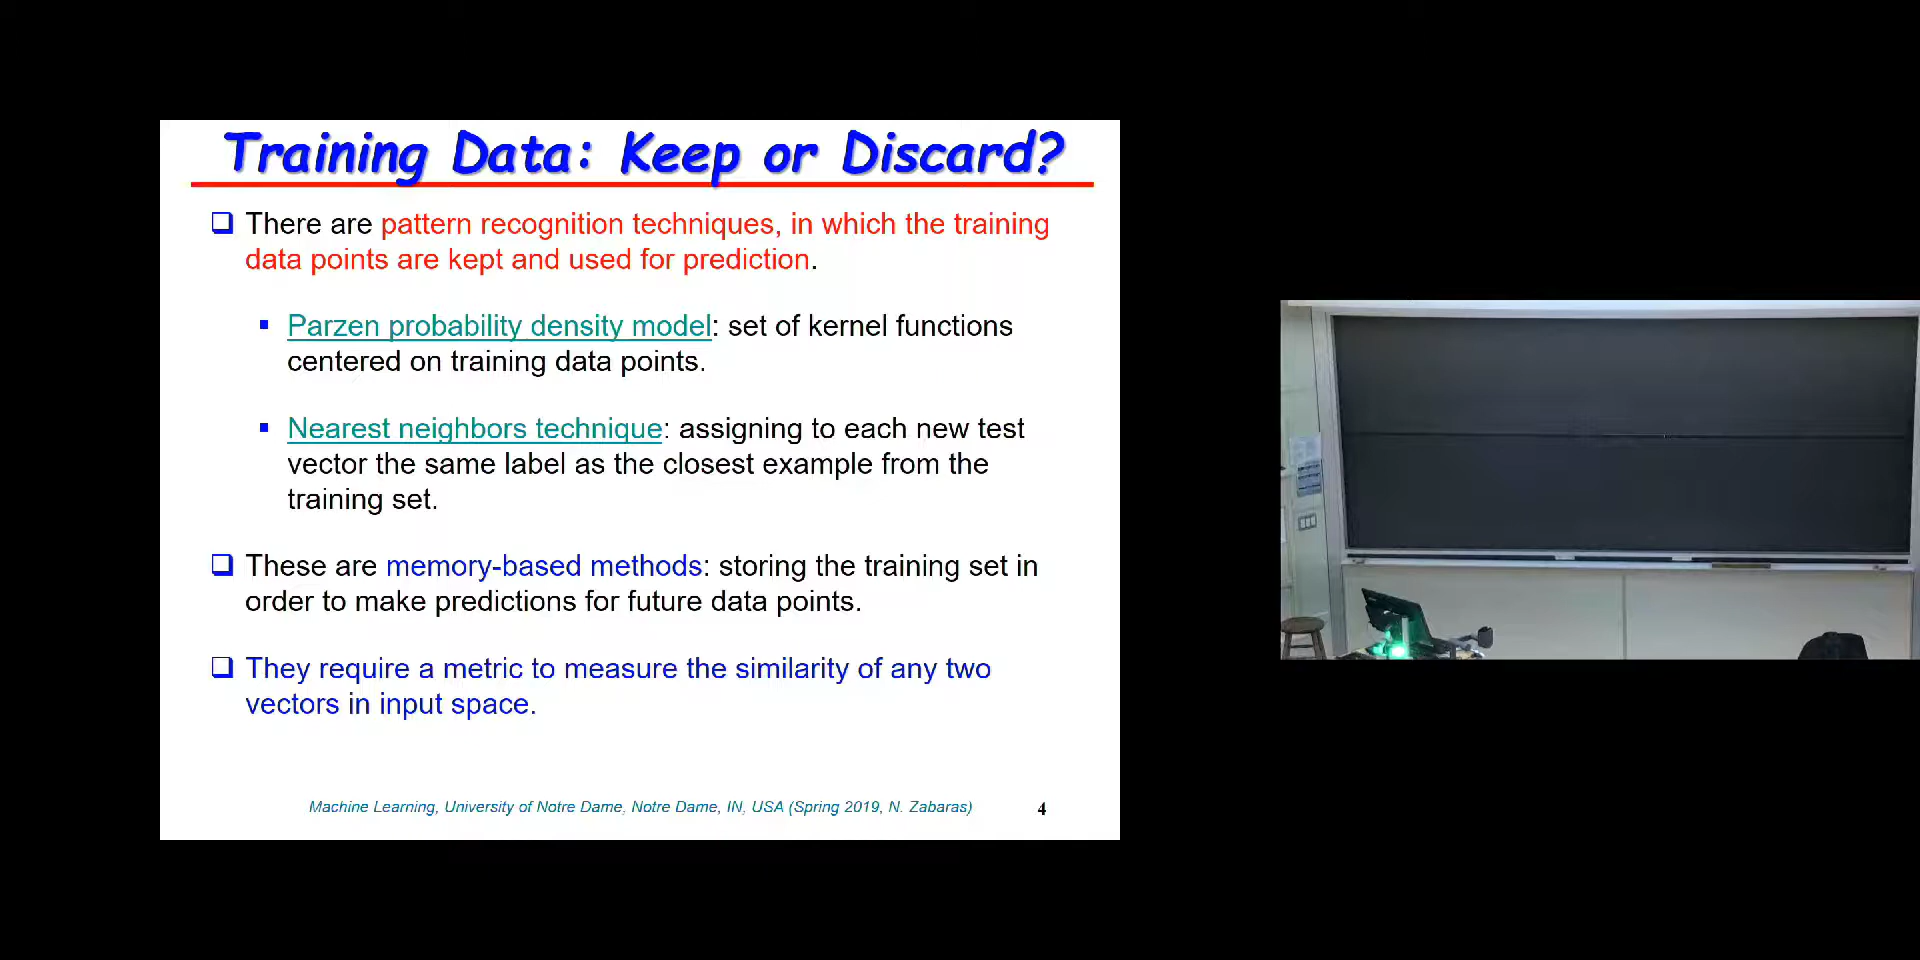 Training Data: Keep or Discard?
There are pattern recognition techniques, in which the training
data points are kept and used for prediction.
Parzen probability density model: set of kernel functions
centered on training data points.
Nearest neighbors technique: assigning to each new test
vector the same label as the closest example from the
training set.
These are memory-based methods: storing the training set in
order to make predictions for future data points.
They require a metric to measure the similarity of any two
vectors in input space.
Machine Learning, University of Notre Dame, Notre Dame, IN, USA (Spring 2019, N. Zabaras)
4